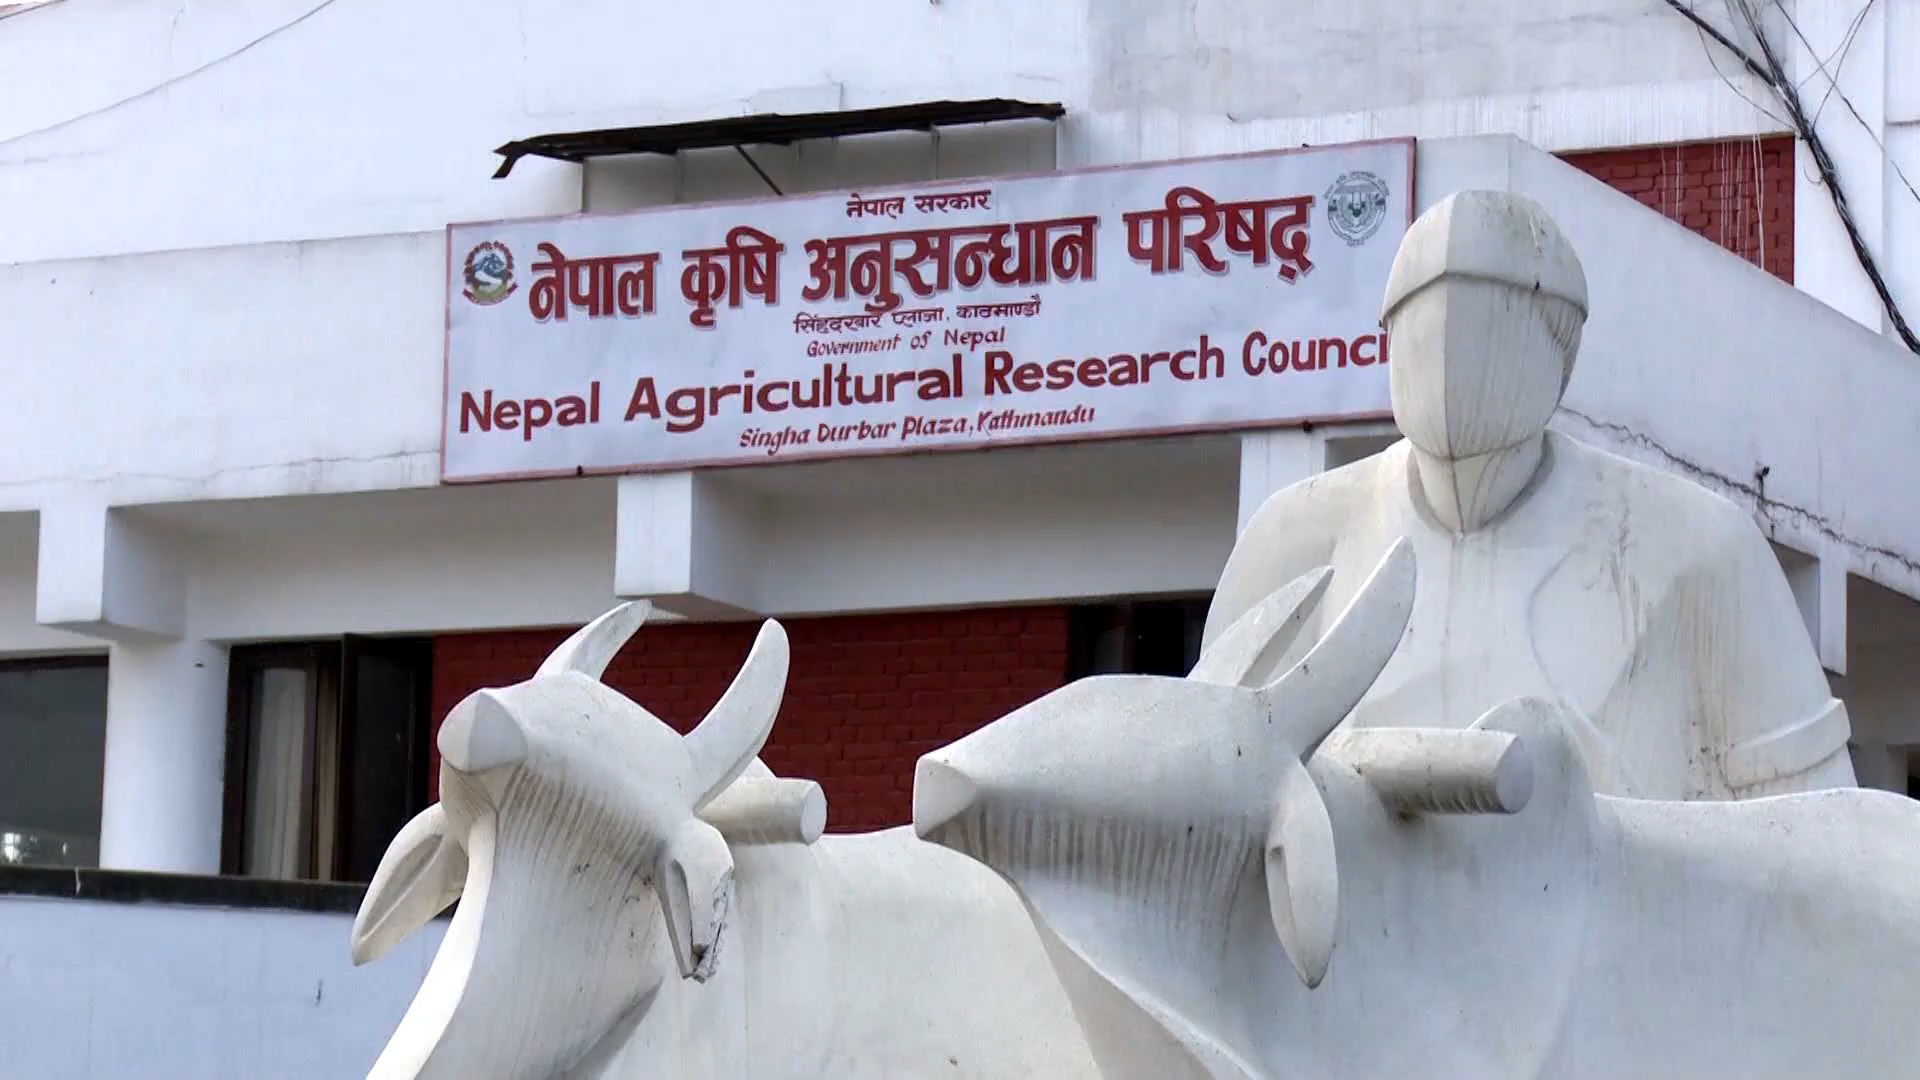 नेपाल सरकार
नेपाल कृषि अनुसन्धान परिषद्
सिंहदरबार प्लाजा, काठमाण्डौ
Government of Nepal
Nepal Agricultural Research Counci
Singha Durbar Plaza, Kathmandu